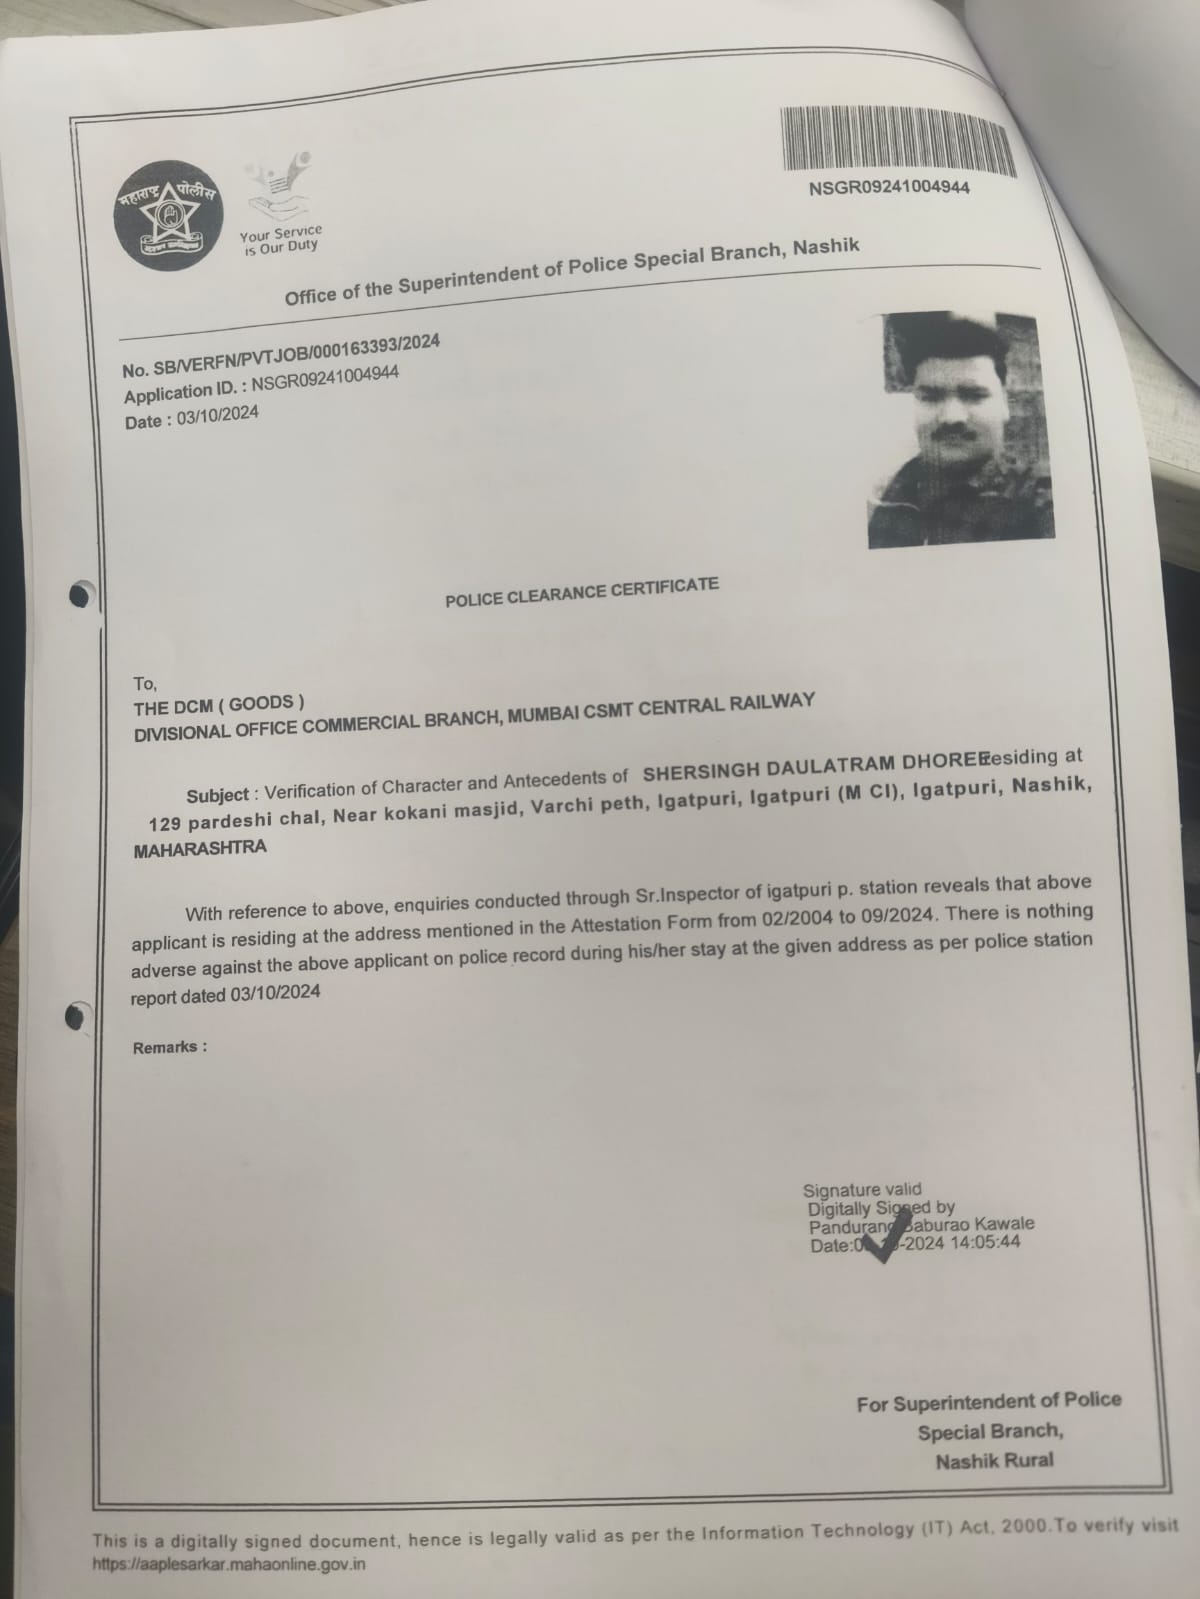 महाराष्ट्र पोलीस
Your Service
is Our Duty
NSGR09241004944
Office of the Superintendent of Police Special Branch, Nashik
No. SB/VERFN/PVTJOB/000163393/2024
Application ID. : NSGR09241004944
Date : 03/10/2024
POLICE CLEARANCE CERTIFICATE
To,
THE DCM ( GOODS )
DIVISIONAL OFFICE COMMERCIAL BRANCH, MUMBAI CSMT CENTRAL RAILWAY
Subject : Verification of Character and Antecedents of SHERSINGH DAULATRAM DHOREE residing at
129 pardeshi chal, Near kokani masjid, Varchi peth, Igatpuri, Igatpuri (M Cl), Igatpuri, Nashik,
MAHARASHTRA
With reference to above, enquiries conducted through Sr.Inspector of igatpuri p. station reveals that above
applicant is residing at the address mentioned in the Attestation Form from 02/2004 to 09/2024. There is nothing
adverse against the above applicant on police record during his/her stay at the given address as per police station
report dated 03/10/2024
Remarks :
Signature valid
Digitally Signed by
Pandurang Baburao Kawale
-2024 14:05:44
For Superintendent of Police
Special Branch,
Nashik Rural
This is a digitally signed document, hence is legally valid as per the Information Technology (IT) Act, 2000.To verify visit
https://aaplesarkar.mahaonline.gov.in